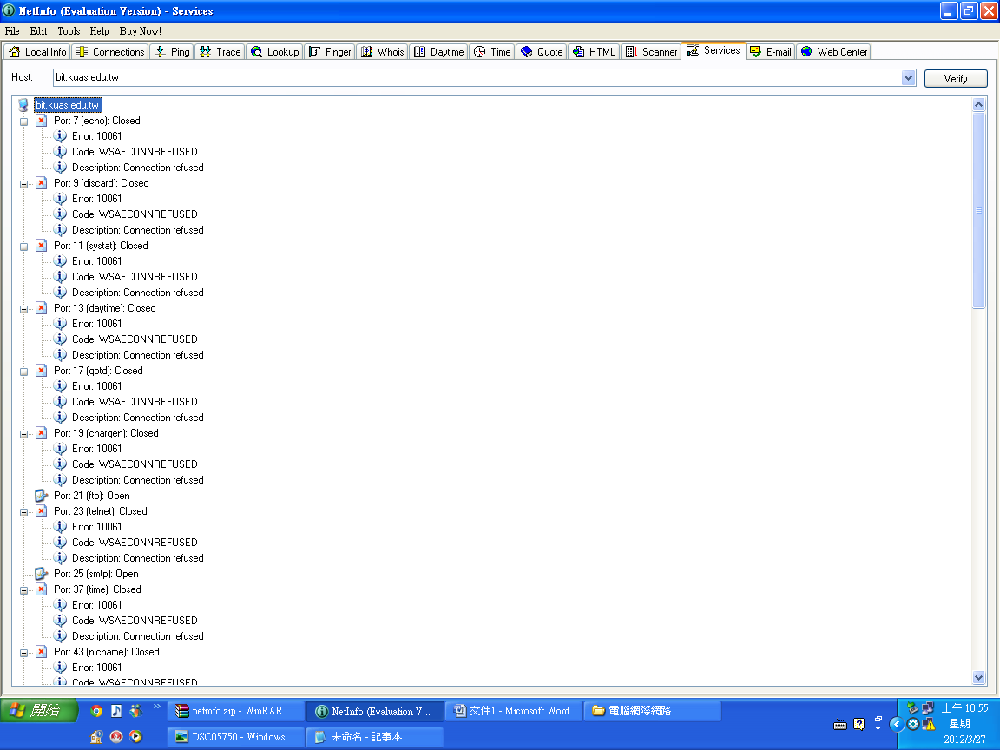 NetInfo (Evaluation Version) - Services
File Edit Tools Help Buy Now!
Local Info Connections Ping Trace Lookup Finger Whois Daytime Time Quote HTML Scanner Services E-mail Web Center
Host: bit.kuas.edu.tw Verify
bit.kuas.edu.tw
Port 7 (echo): Closed
Error: 10061
Code: WSAECONNREFUSED
Description: Connection refused
Port 9 (discard): Closed
Error: 10061
Code: WSAECONNREFUSED
Description: Connection refused
Port 11 (systat): Closed
Error: 10061
Code: WSAECONNREFUSED
Description: Connection refused
Port 13 (daytime): Closed
Error: 10061
Code: WSAECONNREFUSED
Description: Connection refused
Port 17 (qotd): Closed
Error: 10061
Code: WSAECONNREFUSED
Description: Connection refused
Port 19 (chargen): Closed
Error: 10061
Code: WSAECONNREFUSED
Description: Connection refused
Port 21 (ftp): Open
Port 23 (telnet): Closed
Error: 10061
Code: WSAECONNREFUSED
Description: Connection refused
Port 25 (smtp): Open
Port 37 (time): Closed
Error: 10061
Code: WSAECONNREFUSED
Description: Connection refused
Port 43 (nicname): Closed
Error: 10061
Code: WSAECONNREFUSED
開始 netinfo.zip - WinRAR NetInfo (Evaluation V... 文件1 - Microsoft Word 電腦網際網路 上午 10:55
星期二
DSC05750 - Windows... 未命名 - 記事本 2012/3/27